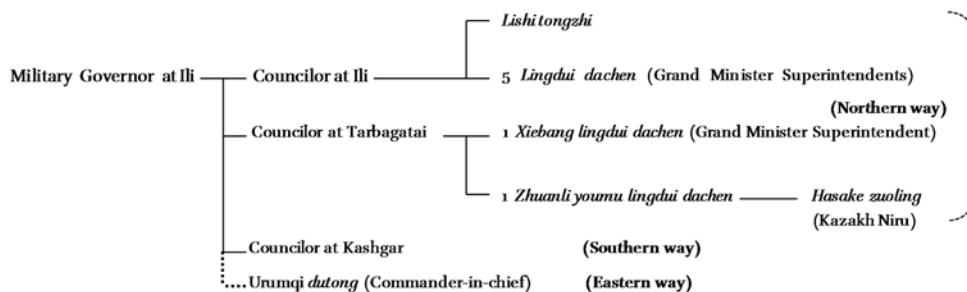 Lishi tongzhi
Military Governor at Ili
Councilor at Ili
5 Lingdui dachen (Grand Minister Superintendents)
(Northern way)
Councilor at Tarbagatai
1 Xiebang lingdui dachen (Grand Minister Superintendent)
1 Zhuanli youmu lingdui dachen
Hasake zuoling
(Kazakh Niru)
Councilor at Kashgar
(Southern way)
Urumqi dutong (Commander-in-chief)
(Eastern way)